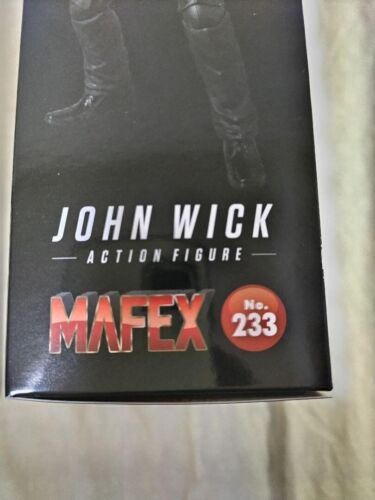 JOHN WICK
ACTION FIGURE
MAFEX
No.
233